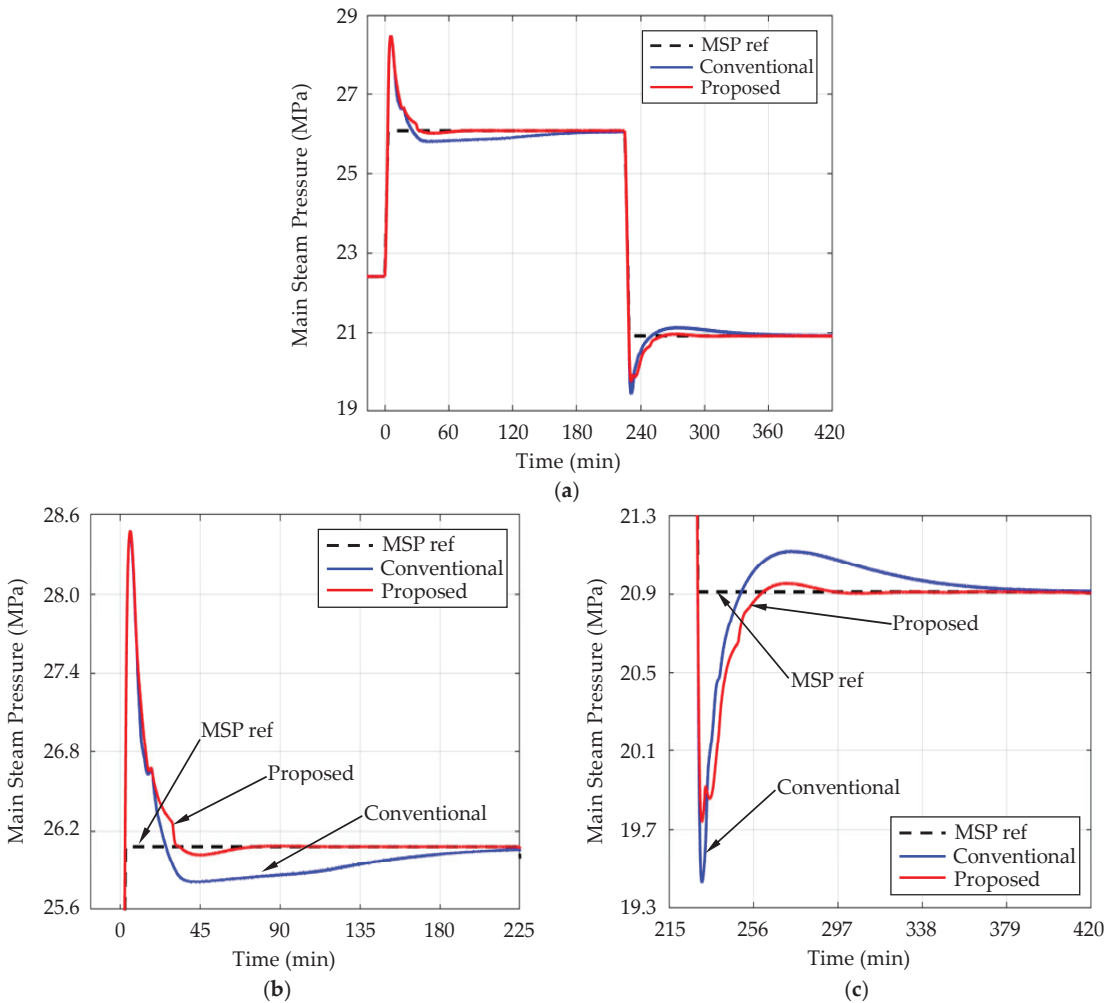 29
27
25
23
21
19
Main Steam Pressure (MPa)
MSP ref
Conventional
Proposed
0 60 120 180 240 300 360 420
Time (min)
(a)
28.6
28.0
27.4
26.8
26.2
25.6
Main Steam Pressure (MPa)
MSP ref
Conventional
Proposed
MSP ref
Proposed
Conventional
0 45 90 135 180 225
Time (min)
(b)
21.3
20.9
20.5
20.1
19.7
19.3
Main Steam Pressure (MPa)
Proposed
MSP ref
Conventional
MSP ref
Conventional
Proposed
215 256 297 338 379 420
Time (min)
(c)